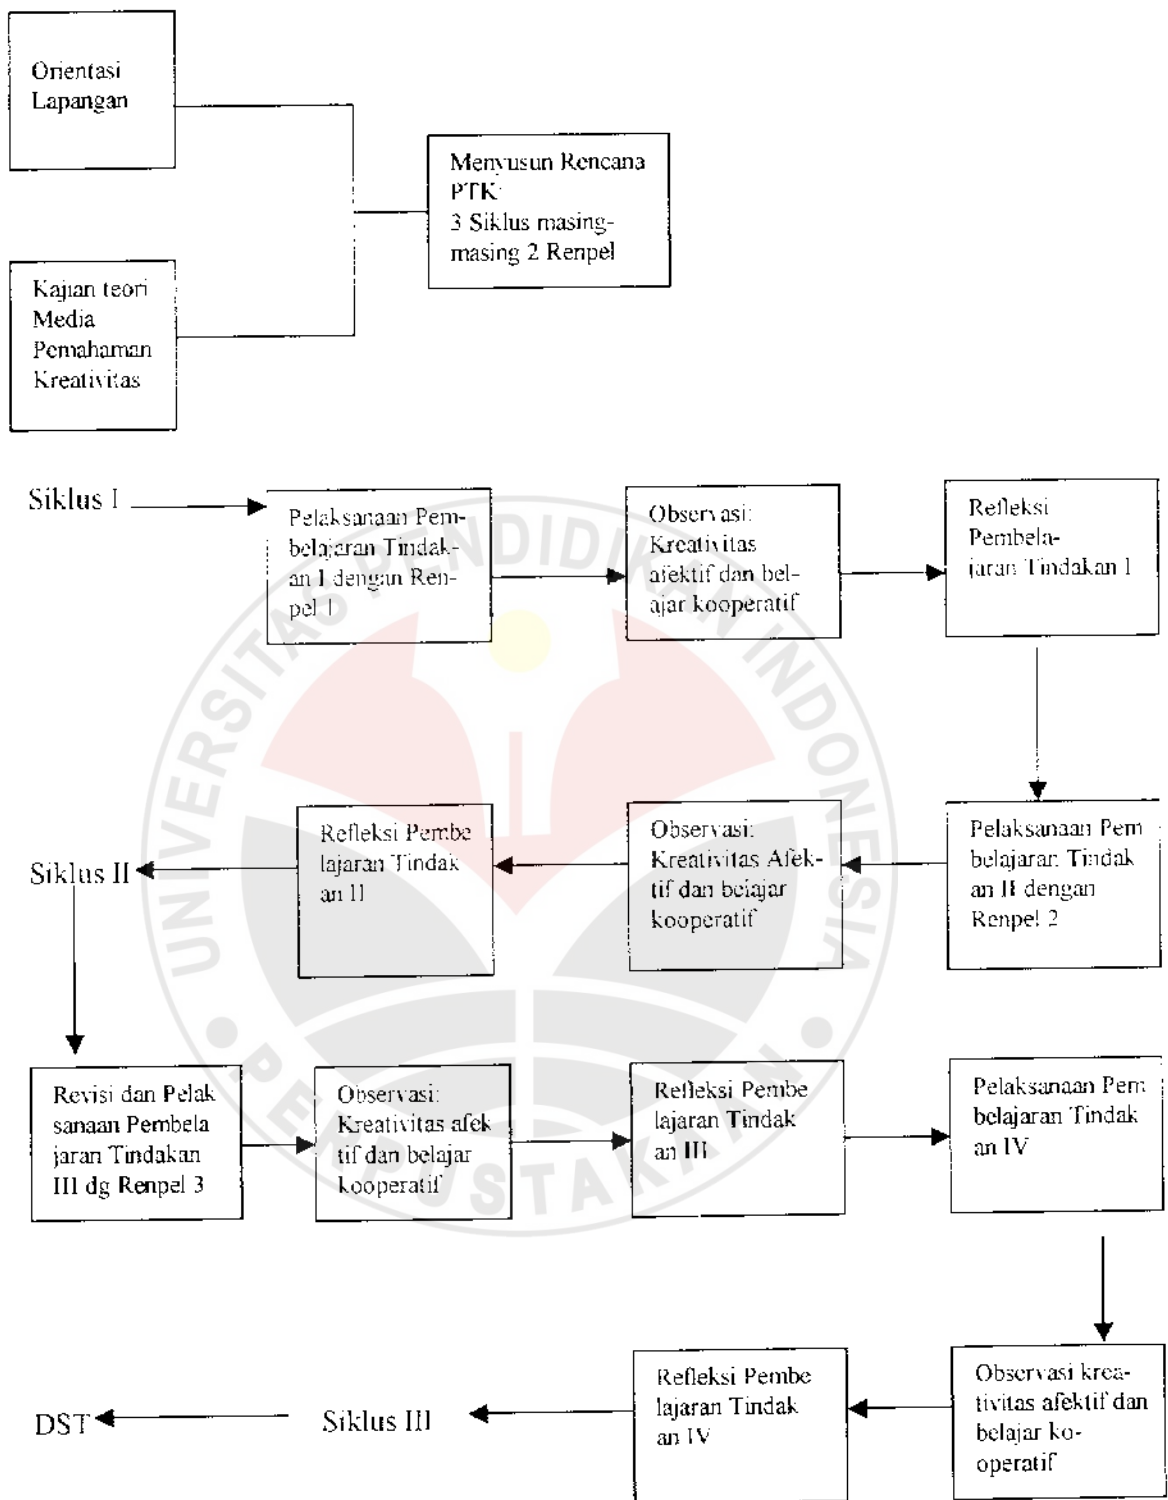 Orientasi
Lapangan
Menyusun Rencana
PTK:
3 Siklus masing-
masing 2 Renpel
Kajian teori
Media
Pemahaman
Kreativitas
Siklus I
Pelaksanaan Pem-
belajaran Tindak-
an I dengan Ren-
pel 1
Observasi:
Kreativitas
afektif dan bel-
ajar kooperatif
Refleksi
Pembela-
jaran Tindakan I
Pelaksanaan Pem
belajaran Tindak
an II dengan
Renpel 2
Observasi:
Kreativitas Afek-
tif dan belajar
kooperatif
Refleksi Pembe
lajaran Tindak
an II
Siklus II
Revisi dan Pelak
sanaan Pembela
jaran Tindakan
III dg Renpel 3
Observasi:
Kreativitas afek
tif dan belajar
kooperatif
Refleksi Pembe
lajaran Tindak
an III
Pelaksanaan Pem
belajaran Tindak
an IV
Observasi krea-
tivitas afektif dan
belajar ko-
operatif
Refleksi Pembe
lajaran Tindak
an IV
Siklus III
DST
UNIVERSITAS PENDIDIKAN INDONESIA
PERPUSTAKAAN